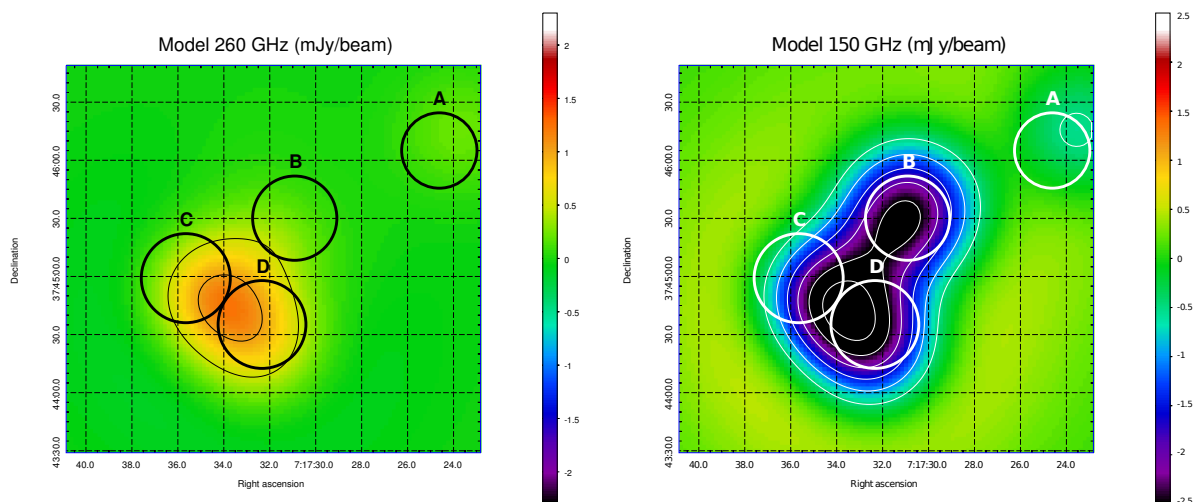 Model 260 GHz (mJy/beam)
A
B
C
D
30.0
46:00.0
30.0
37:45:00.0
30.0
44:00.0
43:30.0
Declination
40.0 38.0 36.0 34.0 32.0 7:17:30.0 28.0 26.0 24.0
Right ascension
2
1.5
1
0.5
0
-0.5
-1
-1.5
-2
Model 150 GHz (mJy/beam)
A
B
C
D
30.0
46:00.0
30.0
37:45:00.0
30.0
44:00.0
43:30.0
Declination
40.0 38.0 36.0 34.0 32.0 7:17:30.0 28.0 26.0 24.0
Right ascension
2.5
2
1.5
1
0.5
0
-0.5
-1
-1.5
-2
-2.5